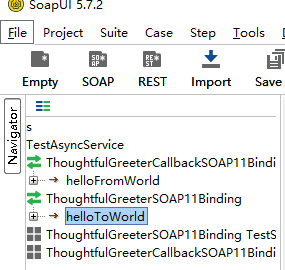 SoapUI 5.7.2
File Project Suite Case Step Tools D
Empty SOAP REST Import Save
Navigator
s
TestAsyncService
ThoughtfulGreeterCallbackSOAP11Bindi
helloFromWorld
ThoughtfulGreeterSOAP11Binding
helloToWorld
ThoughtfulGreeterSOAP11Binding TestS
ThoughtfulGreeterCallbackSOAP11Bindi